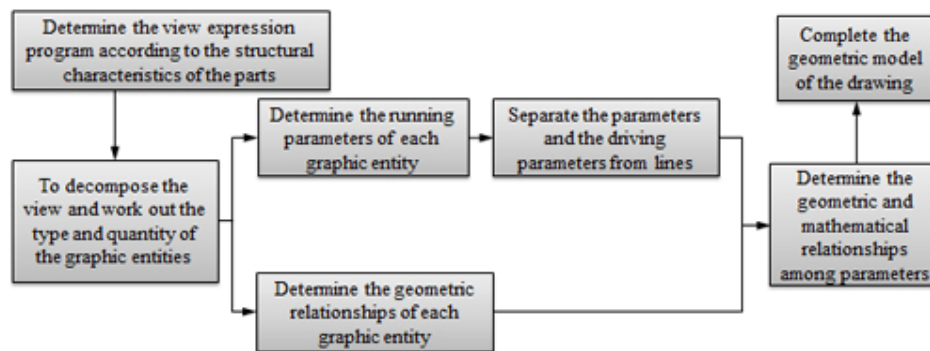 Determine the view expression
program according to the structural
characteristics of the parts
To decompose the
view and work out the
type and quantity of
the graphic entities
Determine the running
parameters of each
graphic entity
Separate the parameters
and the driving
parameters from lines
Determine the geometric
relationships of each
graphic entity
Determine the
geometric and
mathematical
relationships
among parameters
Complete the
geometric model
of the drawing